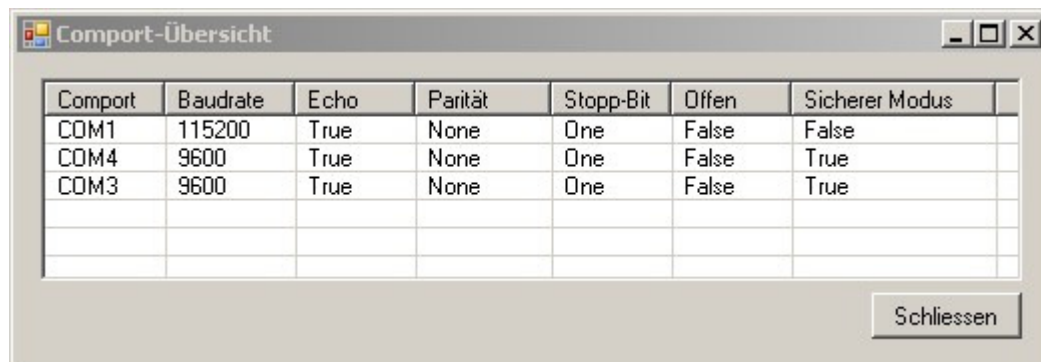 Comport-Übersicht
Comport Baudrate Echo Parität Stopp-Bit Offen Sicherer Modus
COM1 115200 True None One False False
COM4 9600 True None One False True
COM3 9600 True None One False True
Schliessen